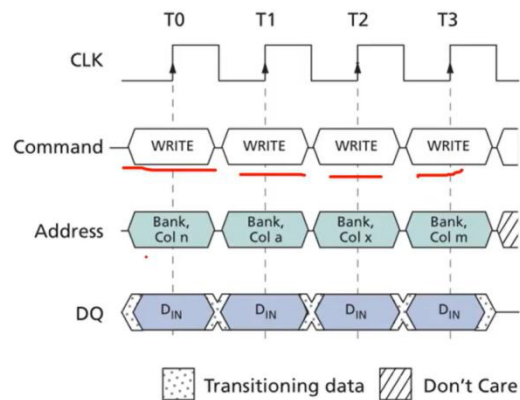 T0 T1 T2 T3
CLK
Command WRITE WRITE WRITE WRITE
Address Bank, Col n Bank, Col a Bank, Col x Bank, Col m
DQ DIN DIN DIN DIN
Transitioning data Don't Care